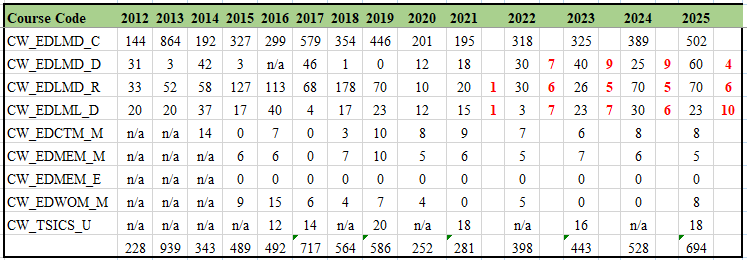 Course Code 2012 2013 2014 2015 2016 2017 2018 2019 2020 2021 2022 2023 2024 2025
CW_EDLMD_C 144 864 192 327 299 579 354 446 201 195 318 325 389 502
CW_EDLMD_D 31 3 42 3 n/a 46 1 0 12 18 30 7 40 9 25 9 60 4
CW_EDLMD_R 33 52 58 127 113 68 178 70 10 20 1 30 6 26 5 70 5 70 6
CW_EDLML_D 20 20 37 17 40 4 17 23 12 15 1 3 7 23 7 30 6 23 10
CW_EDCTM_M n/a n/a 14 0 7 0 3 10 8 9 7 6 8 8
CW_EDMEM_M n/a n/a n/a 6 6 0 7 10 5 6 5 7 6 5
CW_EDMEM_E n/a n/a n/a 0 0 0 0 0 0 0 0 0 0 0
CW_EDWOM_M n/a n/a n/a 9 15 6 4 7 4 0 5 0 0 8
CW_TSICS_U n/a n/a n/a n/a 12 14 n/a 20 n/a 18 n/a 16 n/a 18
228 939 343 489 492 717 564 586 252 281 398 443 528 694